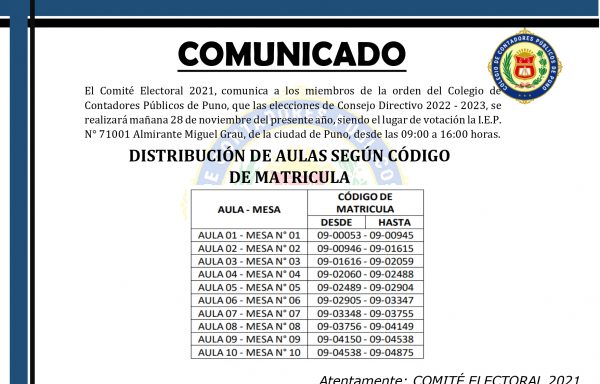 COMUNICADO
COLEGIO DE CONTADORES PÚBLICOS DE PUNO
El Comité Electoral 2021, comunica a los miembros de la orden del Colegio de
Contadores Públicos de Puno, que las elecciones de Consejo Directivo 2022 - 2023, se
realizará mañana 28 de noviembre del presente año, siendo el lugar de votación la I.E.P.
N° 71001 Almirante Miguel Grau, de la ciudad de Puno, desde las 09:00 a 16:00 horas.
DISTRIBUCIÓN DE AULAS SEGÚN CÓDIGO
DE MATRICULA
AULA - MESA CÓDIGO DE MATRICULA
DESDE HASTA
AULA 01 - MESA N° 01 09-00053 - 09-00945
AULA 02 - MESA N° 02 09-00946 - 09-01615
AULA 03 - MESA N° 03 09-01616 - 09-02059
AULA 04 - MESA N° 04 09-02060 - 09-02488
AULA 05 - MESA N° 05 09-02489 - 09-02904
AULA 06 - MESA N° 06 09-02905 - 09-03347
AULA 07 - MESA N° 07 09-03348 - 09-03755
AULA 08 - MESA N° 08 09-03756 - 09-04149
AULA 09 - MESA N° 09 09-04150 - 09-04538
AULA 10 - MESA N° 10 09-04538 - 09-04875
Atentamente: COMITÉ ELECTORAL 2021